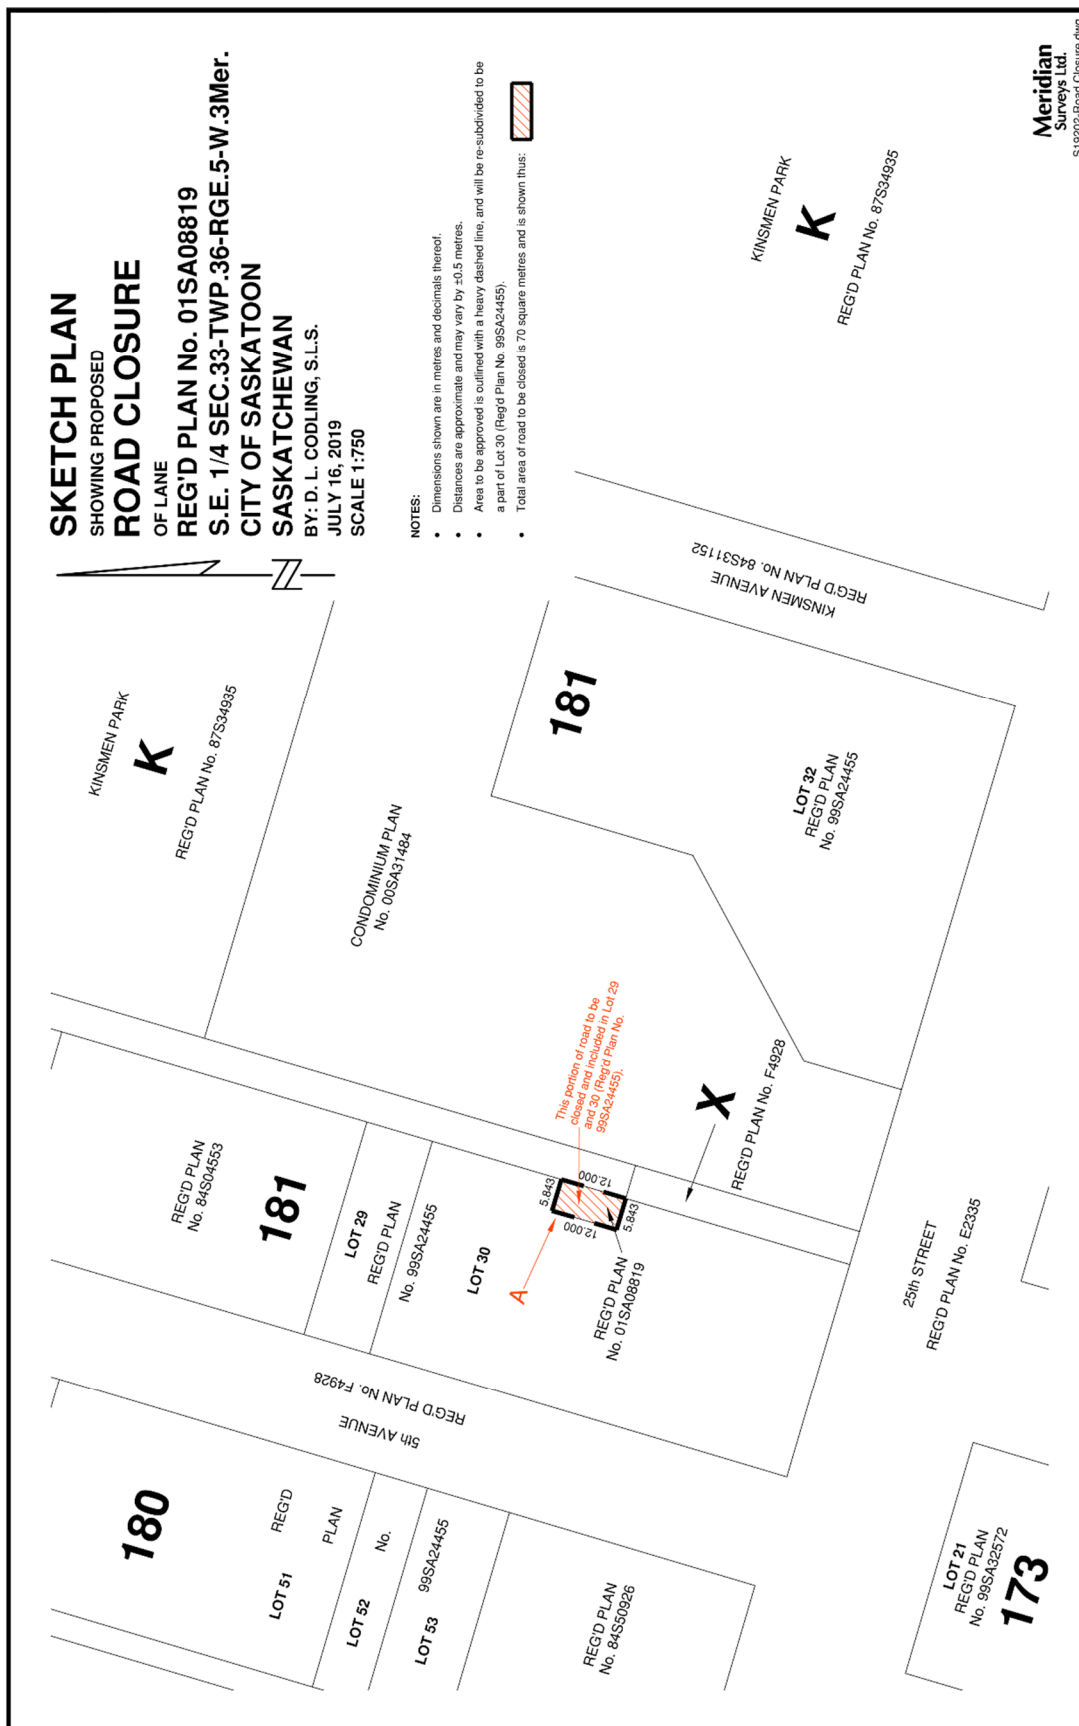 SKETCH PLAN
SHOWING PROPOSED
ROAD CLOSURE
OF LANE
REG'D PLAN No. 01SA08819
S.E. 1/4 SEC.33-TWP.36-RGE.5-W.3Mer.
CITY OF SASKATOON
SASKATCHEWAN
BY: D. L. CODLING, S.L.S.
JULY 16, 2019
SCALE 1:750
NOTES:
• Dimensions shown are in metres and decimals thereof.
• Distances are approximate and may vary by ±0.5 metres.
• Area to be approved is outlined with a heavy dashed line, and will be re-subdivided to be
a part of Lot 30 (Reg'd Plan No. 99SA24455).
• Total area of road to be closed is 70 square metres and is shown thus:
KINSMEN PARK
K
REG'D PLAN No. 87S34935
CONDOMINIUM PLAN
No. 00SA31484
181
KINSMEN AVENUE
REG'D PLAN No. 84S31152
KINSMEN PARK
K
REG'D PLAN No. 87S34935
LOT 32
REG'D PLAN
No. 99SA24455
REG'D PLAN
No. 84S04553
181
LOT 29
REG'D PLAN
No. 99SA24455
LOT 30
This portion of road to be
closed and included in Lot 29
and 30 (Reg'd Plan No.
99SA24455).
A
5.843
12.000
12.000
5.843
REG'D PLAN
No. 01SA08819
X
REG'D PLAN No. F4928
5th AVENUE
REG'D PLAN No. F4928
180
LOT 51
REG'D
PLAN
LOT 52
No.
LOT 53
99SA24455
REG'D PLAN
No. 84S50926
25th STREET
REG'D PLAN No. E2335
LOT 21
REG'D PLAN
No. 99SA32572
173
Meridian
Surveys Ltd.
S19202-Road Closure.dwg